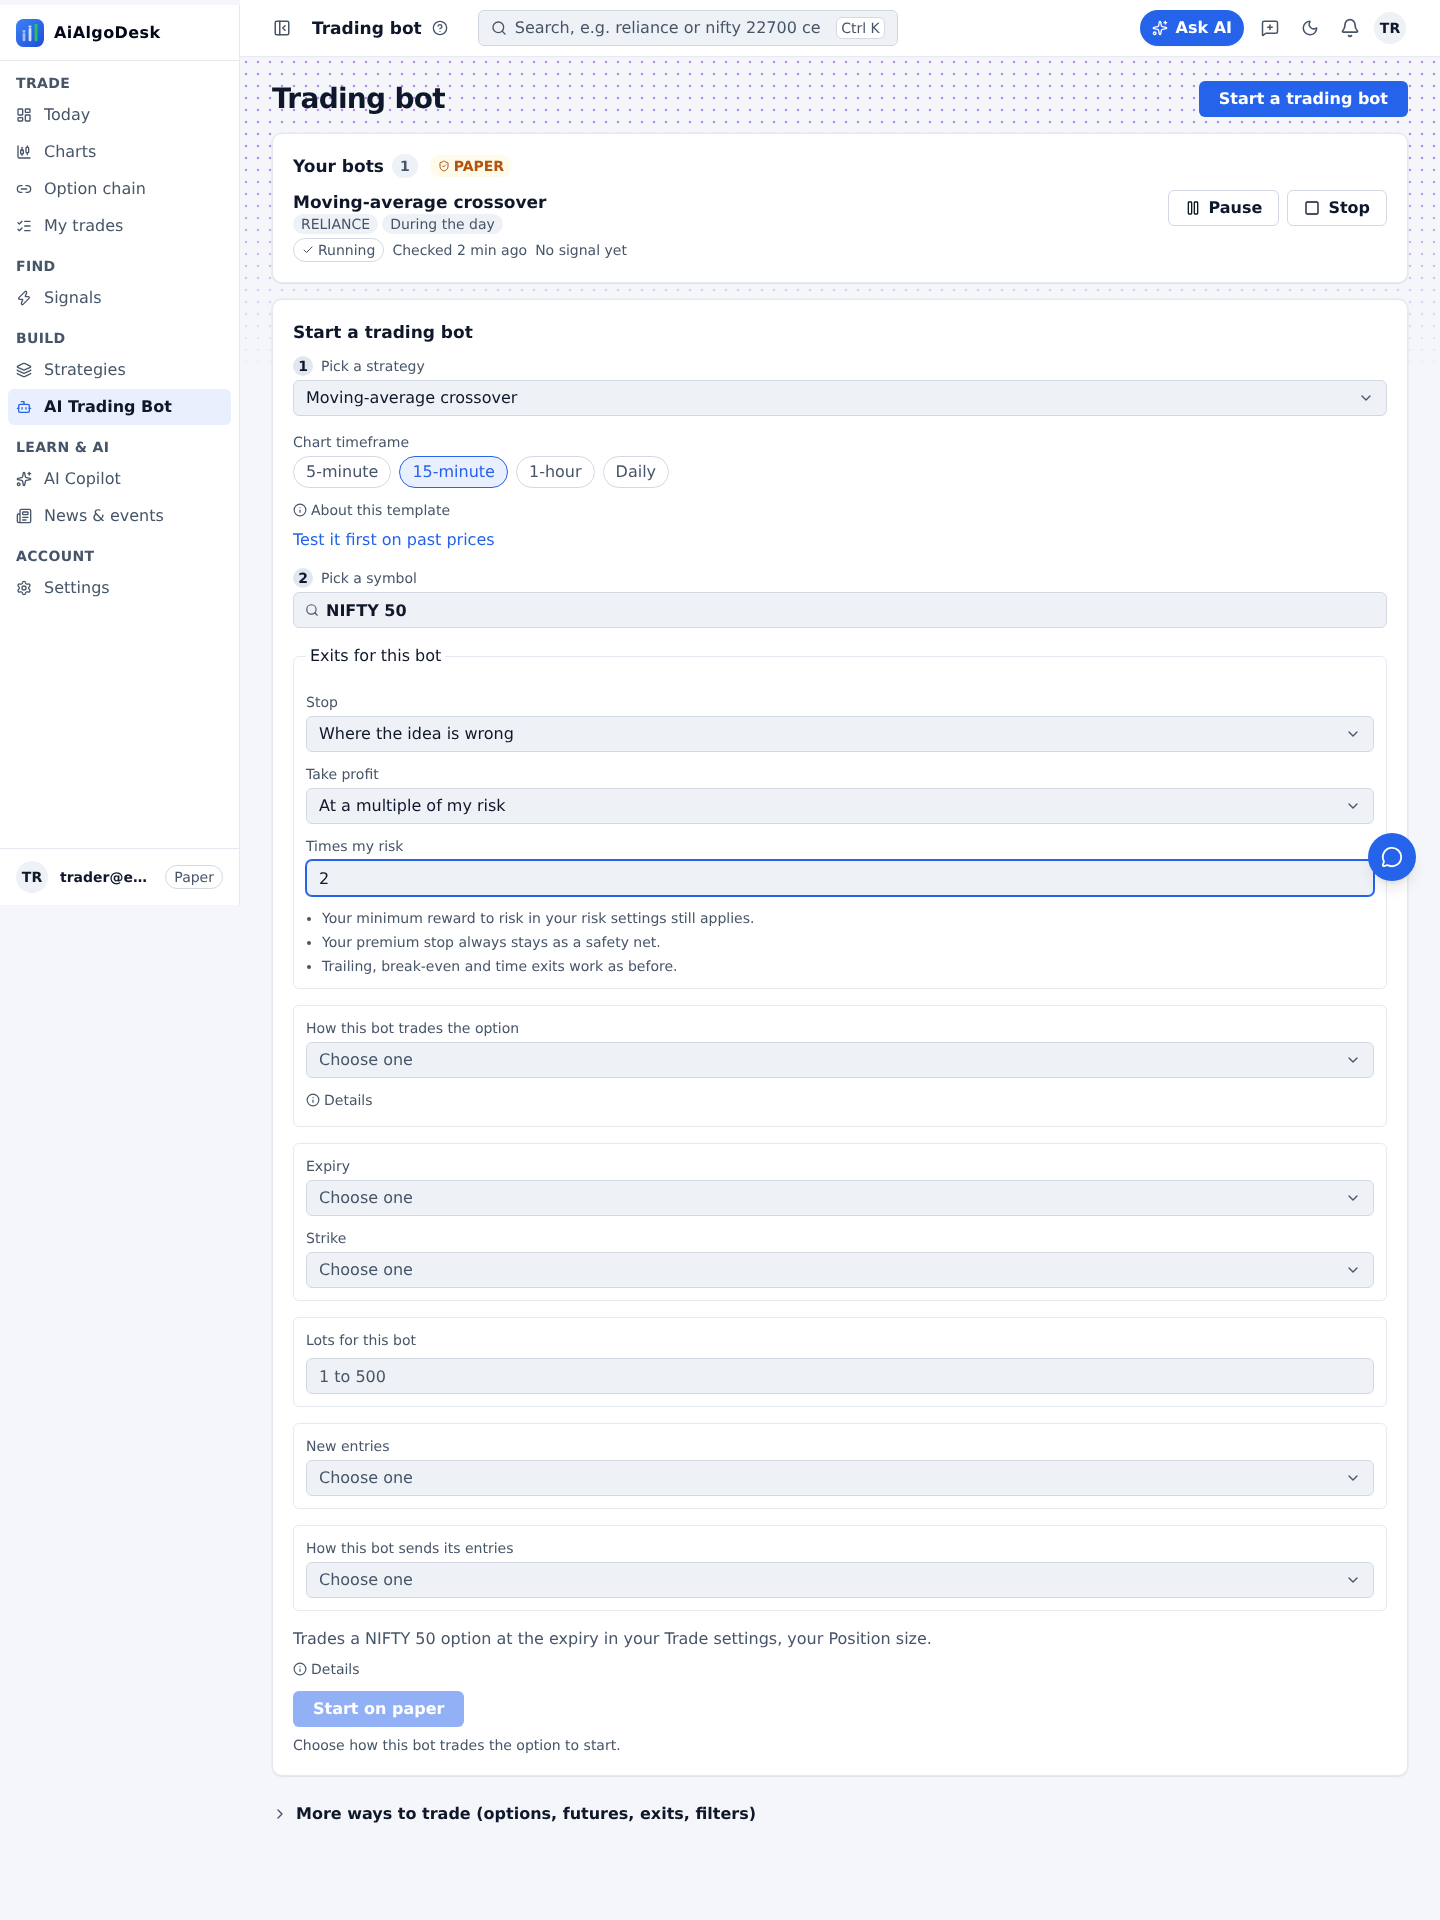 AiAlgoDesk
TRADE
Today
Charts
Option chain
My trades
FIND
Signals
BUILD
Strategies
AI Trading Bot
LEARN & AI
AI Copilot
News & events
ACCOUNT
Settings
TR trader@e... Paper
Trading bot
Search, e.g. reliance or nifty 22700 ce Ctrl K
Ask AI
TR
Trading bot
Start a trading bot
Your bots 1 PAPER
Moving-average crossover
RELIANCE During the day
Running Checked 2 min ago No signal yet
Pause Stop
Start a trading bot
1 Pick a strategy
Moving-average crossover
Chart timeframe
5-minute 15-minute 1-hour Daily
About this template
Test it first on past prices
2 Pick a symbol
NIFTY 50
Exits for this bot
Stop
Where the idea is wrong
Take profit
At a multiple of my risk
Times my risk
2
• Your minimum reward to risk in your risk settings still applies.
• Your premium stop always stays as a safety net.
• Trailing, break-even and time exits work as before.
How this bot trades the option
Choose one
Details
Expiry
Choose one
Strike
Choose one
Lots for this bot
1 to 500
New entries
Choose one
How this bot sends its entries
Choose one
Trades a NIFTY 50 option at the expiry in your Trade settings, your Position size.
Details
Start on paper
Choose how this bot trades the option to start.
More ways to trade (options, futures, exits, filters)